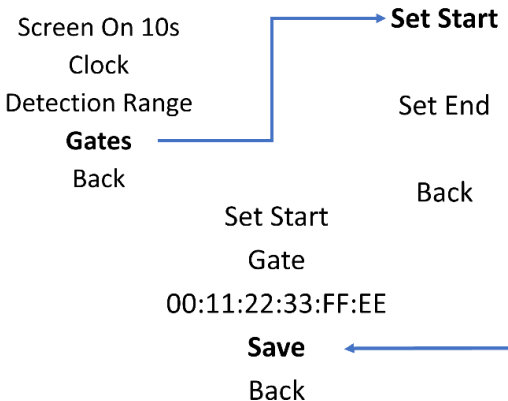 Screen On 10s
Clock
Detection Range
Gates
Back
Set Start
Set End
Back
Set Start
Gate
00:11:22:33:FF:EE
Save
Back